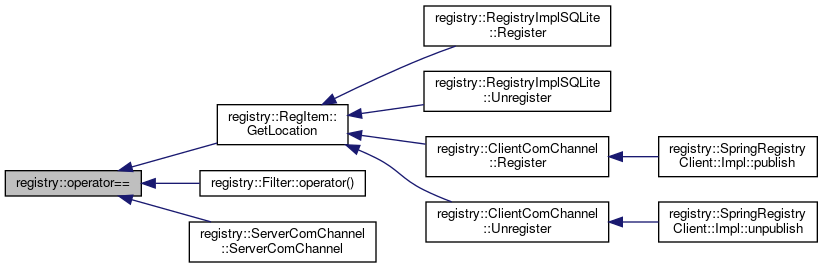 registry::operator==
registry::RegItem::
GetLocation
registry::RegistryImplSQLite
::Register
registry::RegistryImplSQLite
::Unregister
registry::ClientComChannel
::Register
registry::SpringRegistry
Client::Impl::publish
registry::ClientComChannel
::Unregister
registry::SpringRegistry
Client::Impl::unpublish
registry::Filter::operator()
registry::ServerComChannel
::ServerComChannel